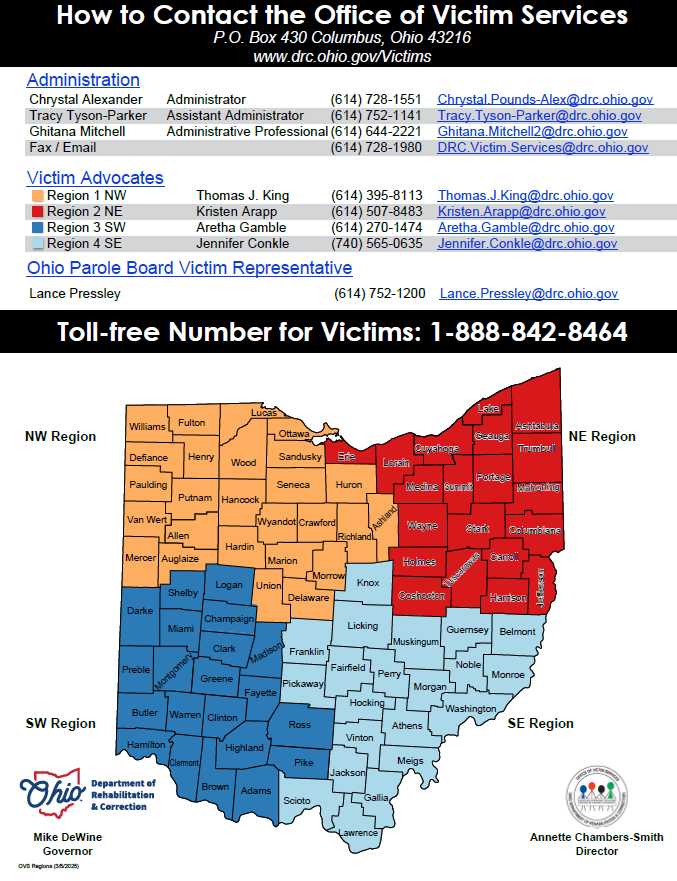 How to Contact the Office of Victim Services
P.O. Box 430 Columbus, Ohio 43216
www.drc.ohio.gov/Victims
Administration
Chrystal Alexander Administrator (614) 728-1551 Chrystal.Pounds-Alex@drc.ohio.gov
Tracy Tyson-Parker Assistant Administrator (614) 752-1141 Tracy.Tyson-Parker@drc.ohio.gov
Ghitana Mitchell Administrative Professional (614) 644-2221 Ghitana.Mitchell2@drc.ohio.gov
Fax / Email (614) 728-1980 DRC.Victim.Services@drc.ohio.gov
Victim Advocates
Region 1 NW Thomas J. King (614) 395-8113 Thomas.J.King@drc.ohio.gov
Region 2 NE Kristen Arapp (614) 507-8483 Kristen.Arapp@drc.ohio.gov
Region 3 SW Aretha Gamble (614) 270-1474 Aretha.Gamble@drc.ohio.gov
Region 4 SE Jennifer Conkle (740) 565-0635 Jennifer.Conkle@drc.ohio.gov
Ohio Parole Board Victim Representative
Lance Pressley (614) 752-1200 Lance.Pressley@drc.ohio.gov
Toll-free Number for Victims: 1-888-842-8464
NW Region
NE Region
Williams
Fulton
Lucas
Ottawa
Defiance
Henry
Wood
Sandusky
Erie
Lorain
Cuyahoga
Lake
Geauga
Ashtabula
Trumbull
Paulding
Putnam
Hancock
Seneca
Huron
Medina
Summit
Portage
Mahoning
Van Wert
Allen
Wyandot
Crawford
Richland
Ashland
Wayne
Stark
Columbiana
Mercer
Auglaize
Hardin
Marion
Morrow
Holmes
Tuscarawas
Carroll
Jefferson
Shelby
Logan
Union
Delaware
Knox
Coshocton
Harrison
Darke
Miami
Champaign
Clark
Madison
Franklin
Licking
Muskingum
Guernsey
Belmont
Preble
Montgomery
Greene
Fayette
Pickaway
Fairfield
Perry
Morgan
Noble
Monroe
SW Region
SE Region
Butler
Warren
Clinton
Ross
Hocking
Vinton
Athens
Washington
Hamilton
Clermont
Highland
Pike
Jackson
Meigs
Brown
Adams
Scioto
Gallia
Lawrence
Ohio
Department of
Rehabilitation
& Correction
Mike DeWine
Governor
Annette Chambers-Smith
Director
OVS Regions (3/5/2025)